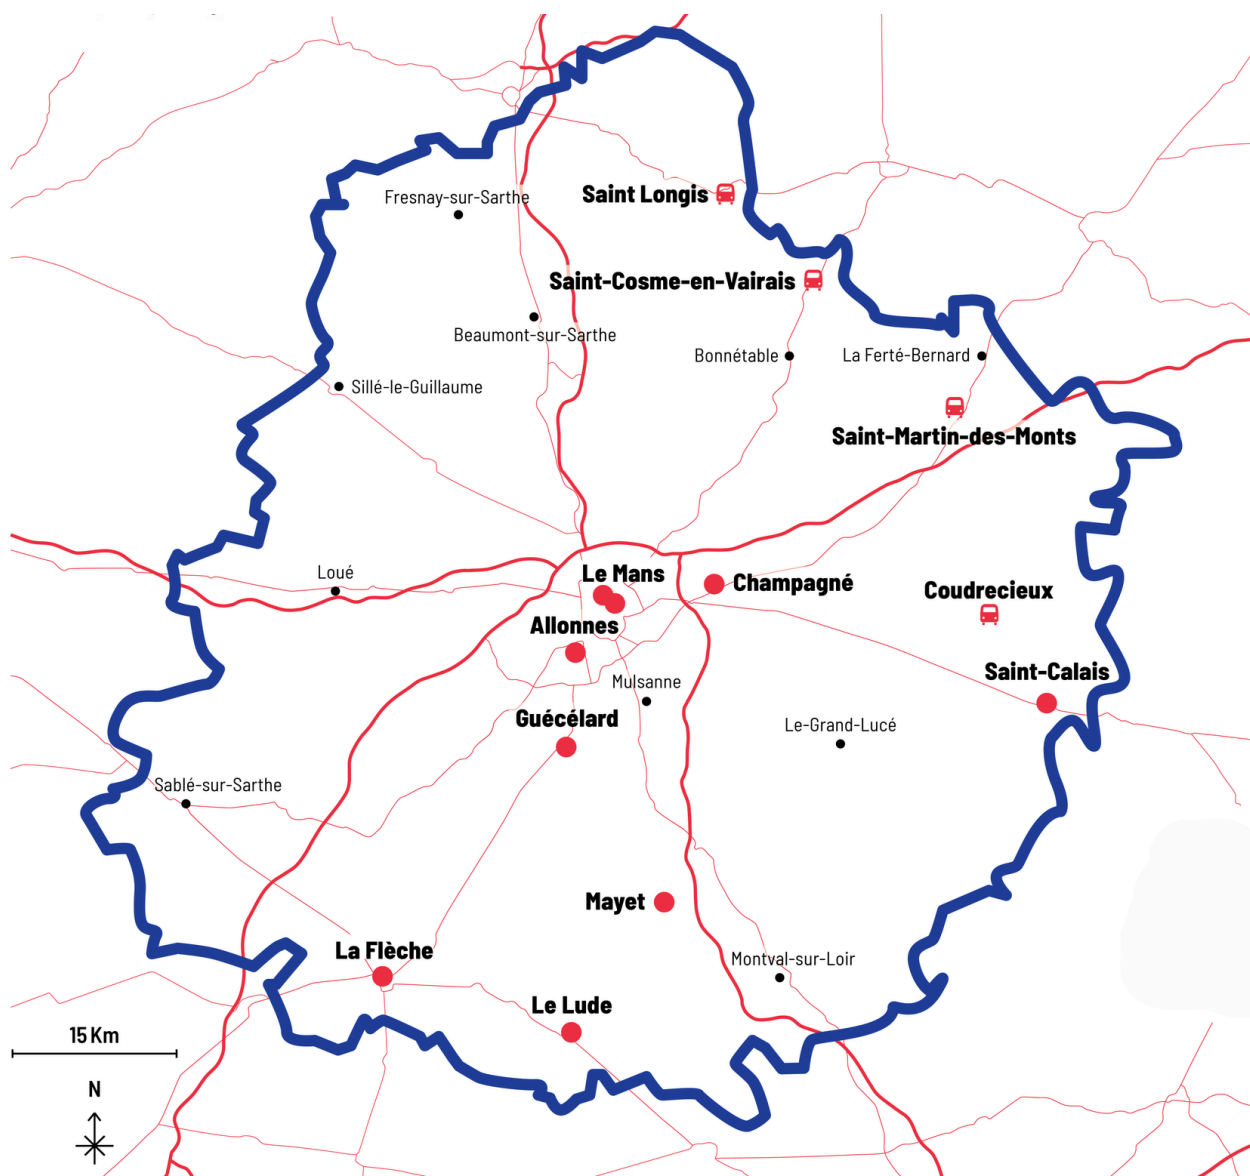 Saint Longis
Fresnay-sur-Sarthe
Saint-Cosme-en-Vairais
Beaumont-sur-Sarthe
Bonnétable
La Ferté-Bernard
Sillé-le-Guillaume
Saint-Martin-des-Monts
Loué
Le Mans
Champagné
Coudrecieux
Allonnes
Saint-Calais
Mulsanne
Guécélard
Le-Grand-Lucé
Sablé-sur-Sarthe
Mayet
La Flèche
Montval-sur-Loir
Le Lude
15 Km
N